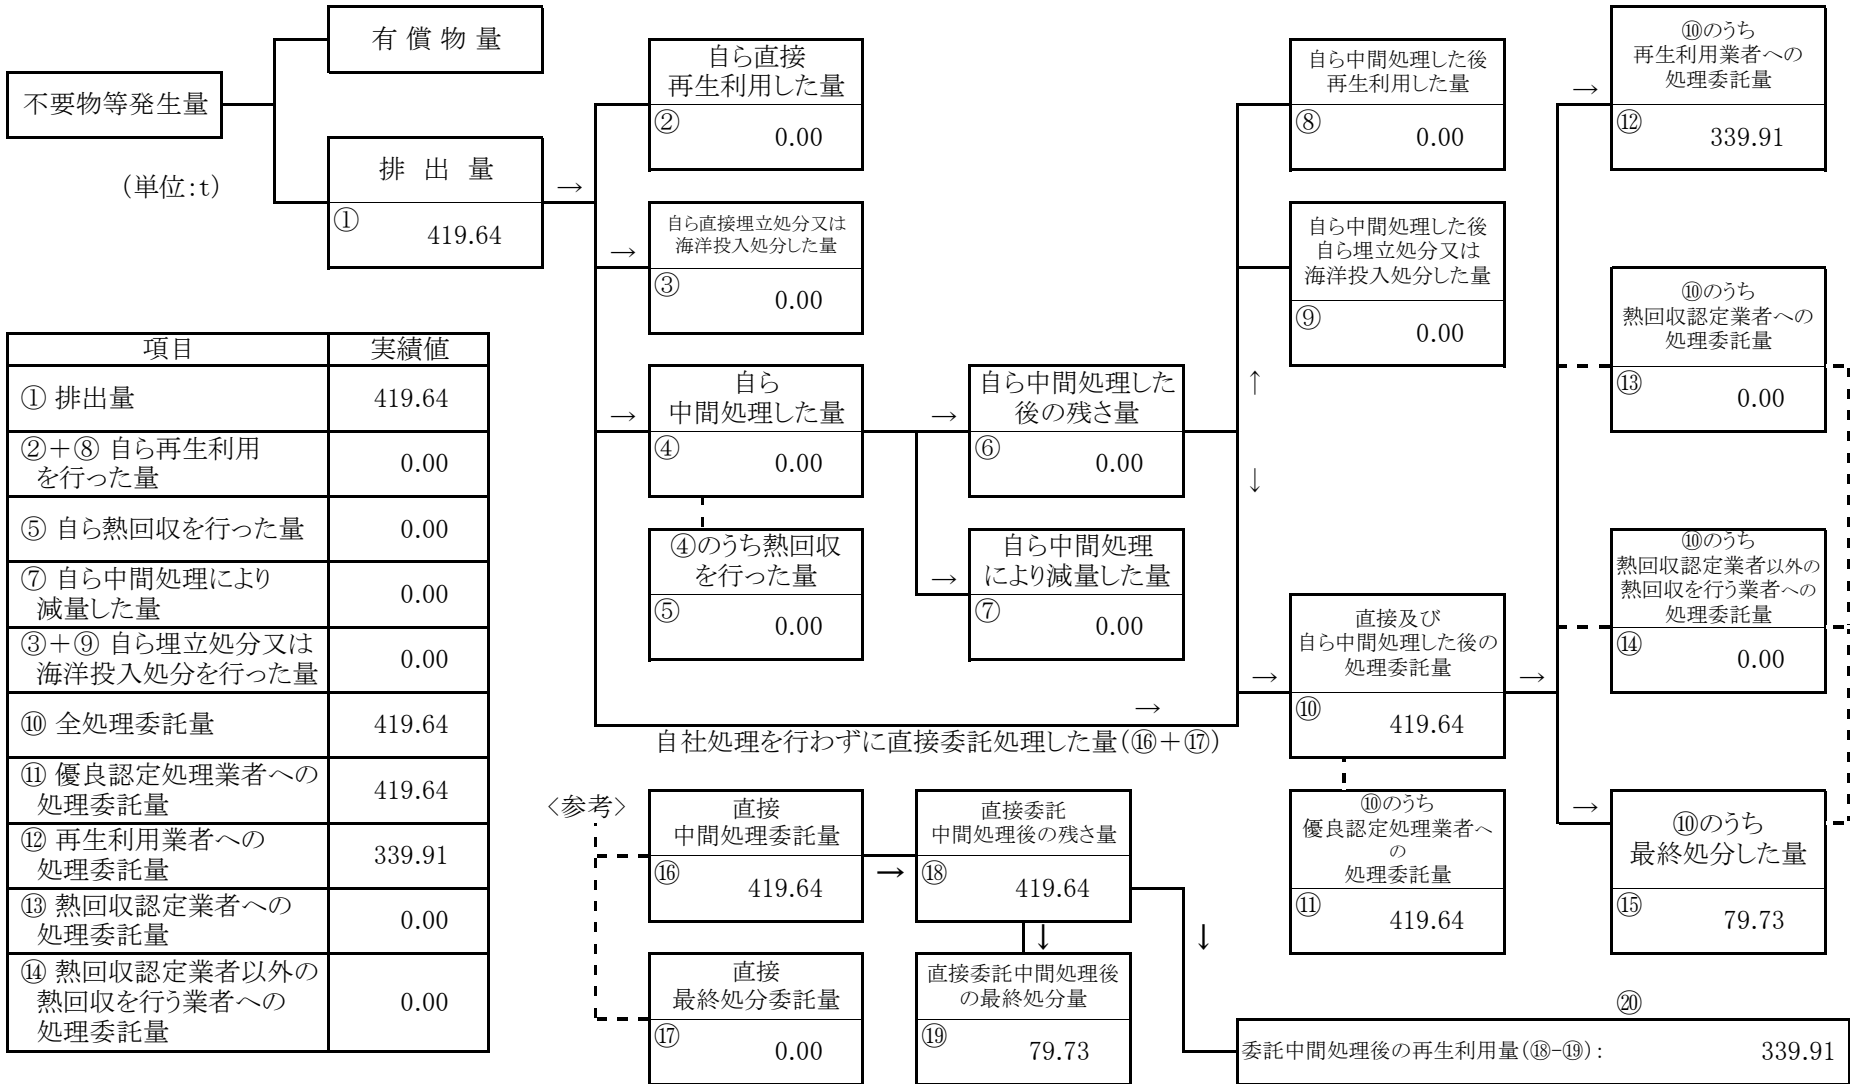 有 償 物 量
不要物等発生量
(単位:t)
排 出 量
①
419.64
→
自ら直接
再生利用した量
②
0.00
→
自ら直接埋立処分又は
海洋投入処分した量
③
0.00
→
自ら
中間処理した量
④
0.00
④のうち熱回収
を行った量
⑤
0.00
→
自ら中間処理した
後の残さ量
⑥
0.00
→
自ら中間処理
により減量した量
⑦
0.00
自ら中間処理した後
再生利用した量
⑧
0.00
自ら中間処理した後
自ら埋立処分又は
海洋投入処分した量
⑨
0.00
↑
↓
→
自社処理を行わずに直接委託処理した量(⑯+⑰)
→
直接及び
自ら中間処理した後の
処理委託量
⑩
419.64
⑩のうち
優良認定処理業者へ
の
処理委託量
⑪
419.64
→
→
⑩のうち
再生利用業者への
処理委託量
⑫
339.91
⑩のうち
熱回収認定業者への
処理委託量
⑬
0.00
⑩のうち
熱回収認定業者以外の
熱回収を行う業者への
処理委託量
⑭
0.00
→
⑩のうち
最終処分した量
⑮
79.73
項目 実績値
① 排出量 419.64
②+⑧ 自ら再生利用
を行った量 0.00
⑤ 自ら熱回収を行った量 0.00
⑦ 自ら中間処理により
減量した量 0.00
③+⑨ 自ら埋立処分又は
海洋投入処分を行った量 0.00
⑩ 全処理委託量 419.64
⑪ 優良認定処理業者への
処理委託量 419.64
⑫ 再生利用業者への
処理委託量 339.91
⑬ 熱回収認定業者への
処理委託量 0.00
⑭ 熱回収認定業者以外の
熱回収を行う業者への
処理委託量 0.00
〈参考〉
直接
中間処理委託量
⑯
419.64
→
直接委託
中間処理後の残さ量
⑱
419.64
↓
↓
直接
最終処分委託量
⑰
0.00
直接委託中間処理後
の最終処分量
⑲
79.73
⑳
委託中間処理後の再生利用量(⑱-⑲): 339.91